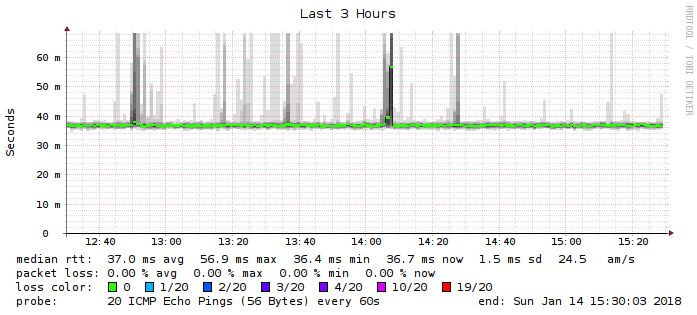 Last 3 Hours
RRDTOOL / TOBI OETIKER
Seconds
60 m
50 m
40 m
30 m
20 m
10 m
0
12:40 13:00 13:20 13:40 14:00 14:20 14:40 15:00 15:20
median rtt: 37.0 ms avg 56.9 ms max 36.4 ms min 36.7 ms now 1.5 ms sd 24.5 am/s
packet loss: 0.00 % avg 0.00 % max 0.00 % min 0.00 % now
loss color: 0 1/20 2/20 3/20 4/20 10/20 19/20
probe: 20 ICMP Echo Pings (56 Bytes) every 60s end: Sun Jan 14 15:30:03 2018